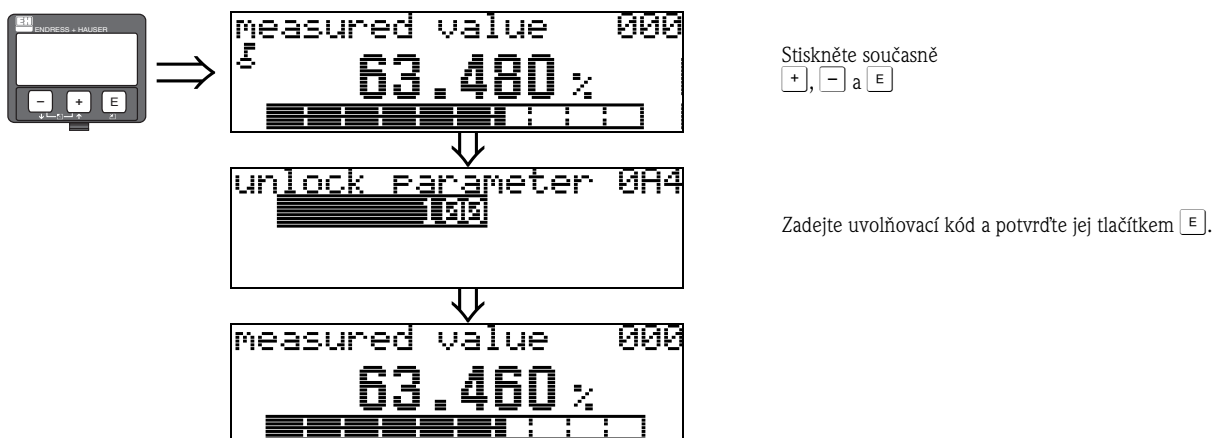 EH
ENDRESS + HAUSER
- + E
measured value 000
63.480 %
Stiskněte současně
+, - a E
unlock parameter 0A4
100
Zadejte uvolňovací kód a potvrďte jej tlačítkem E.
measured value 000
63.460 %